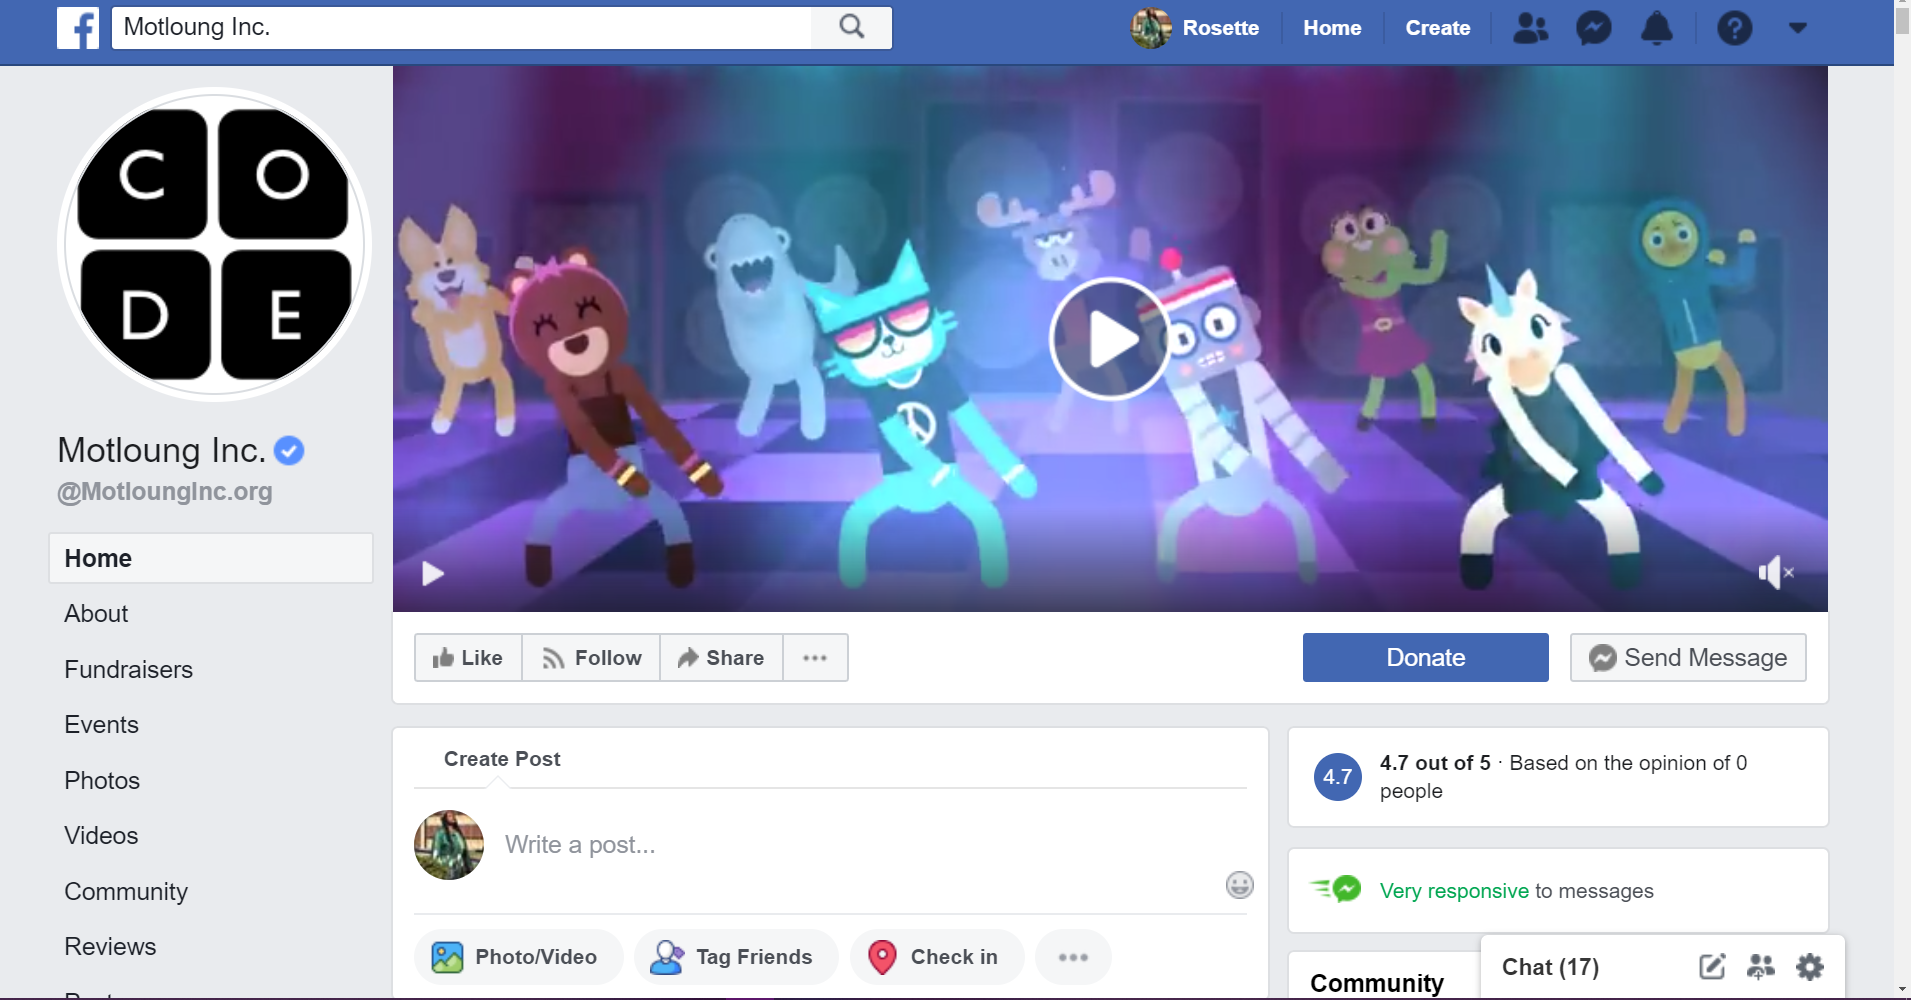 Motloung Inc.
Rosette
Home
Create
C O
D E
Motloung Inc.
@MotloungInc.org
Home
About
Fundraisers
Events
Photos
Videos
Community
Reviews
Like
Follow
Share
Donate
Send Message
Create Post
Write a post...
Photo/Video
Tag Friends
Check in
4.7
4.7 out of 5 · Based on the opinion of 0
people
Very responsive to messages
Community
Chat (17)